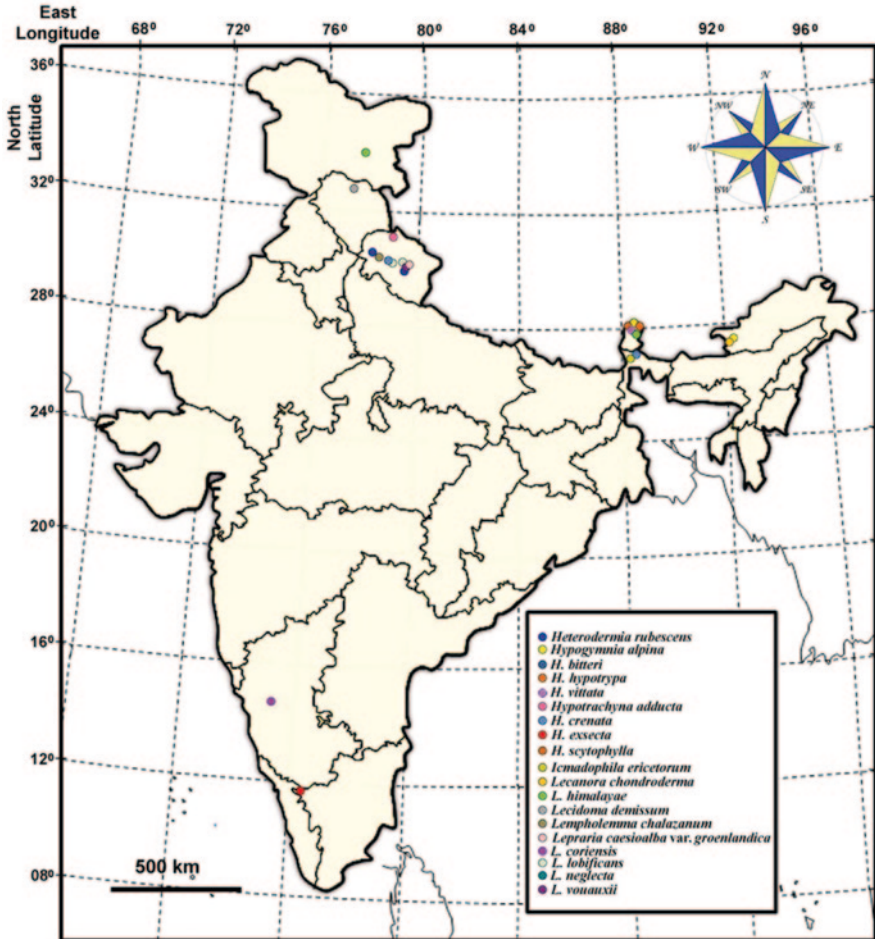 East
Longitude
68⁰ 72⁰ 76⁰ 80⁰ 84⁰ 88⁰ 92⁰ 96⁰
North
Latitude
36⁰
32⁰
28⁰
24⁰
20⁰
16⁰
12⁰
08⁰
N
NW NE
W E
SW SE
S
Heterodermia rubescens
Hypogymnia alpina
H. bitteri
H. hypotrypa
H. vittata
Hypotrachyna adducta
H. crenata
H. exsecta
H. scytophylla
Icmadophila ericetorum
Lecanora chondroderma
L. himalayae
Lecidoma demissum
Lempholemma chalazanum
Lepraria caesioalba var. groenlandica
L. coriensis
L. lobificans
L. neglecta
L. vouauxii
500 km